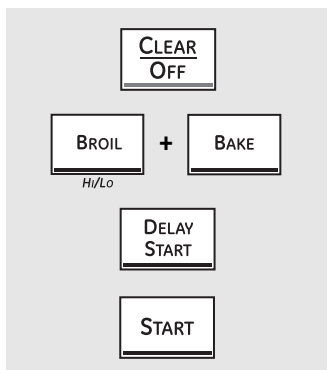 CLEAR
OFF
BROIL + BAKE
HI/LO
DELAY
START
START